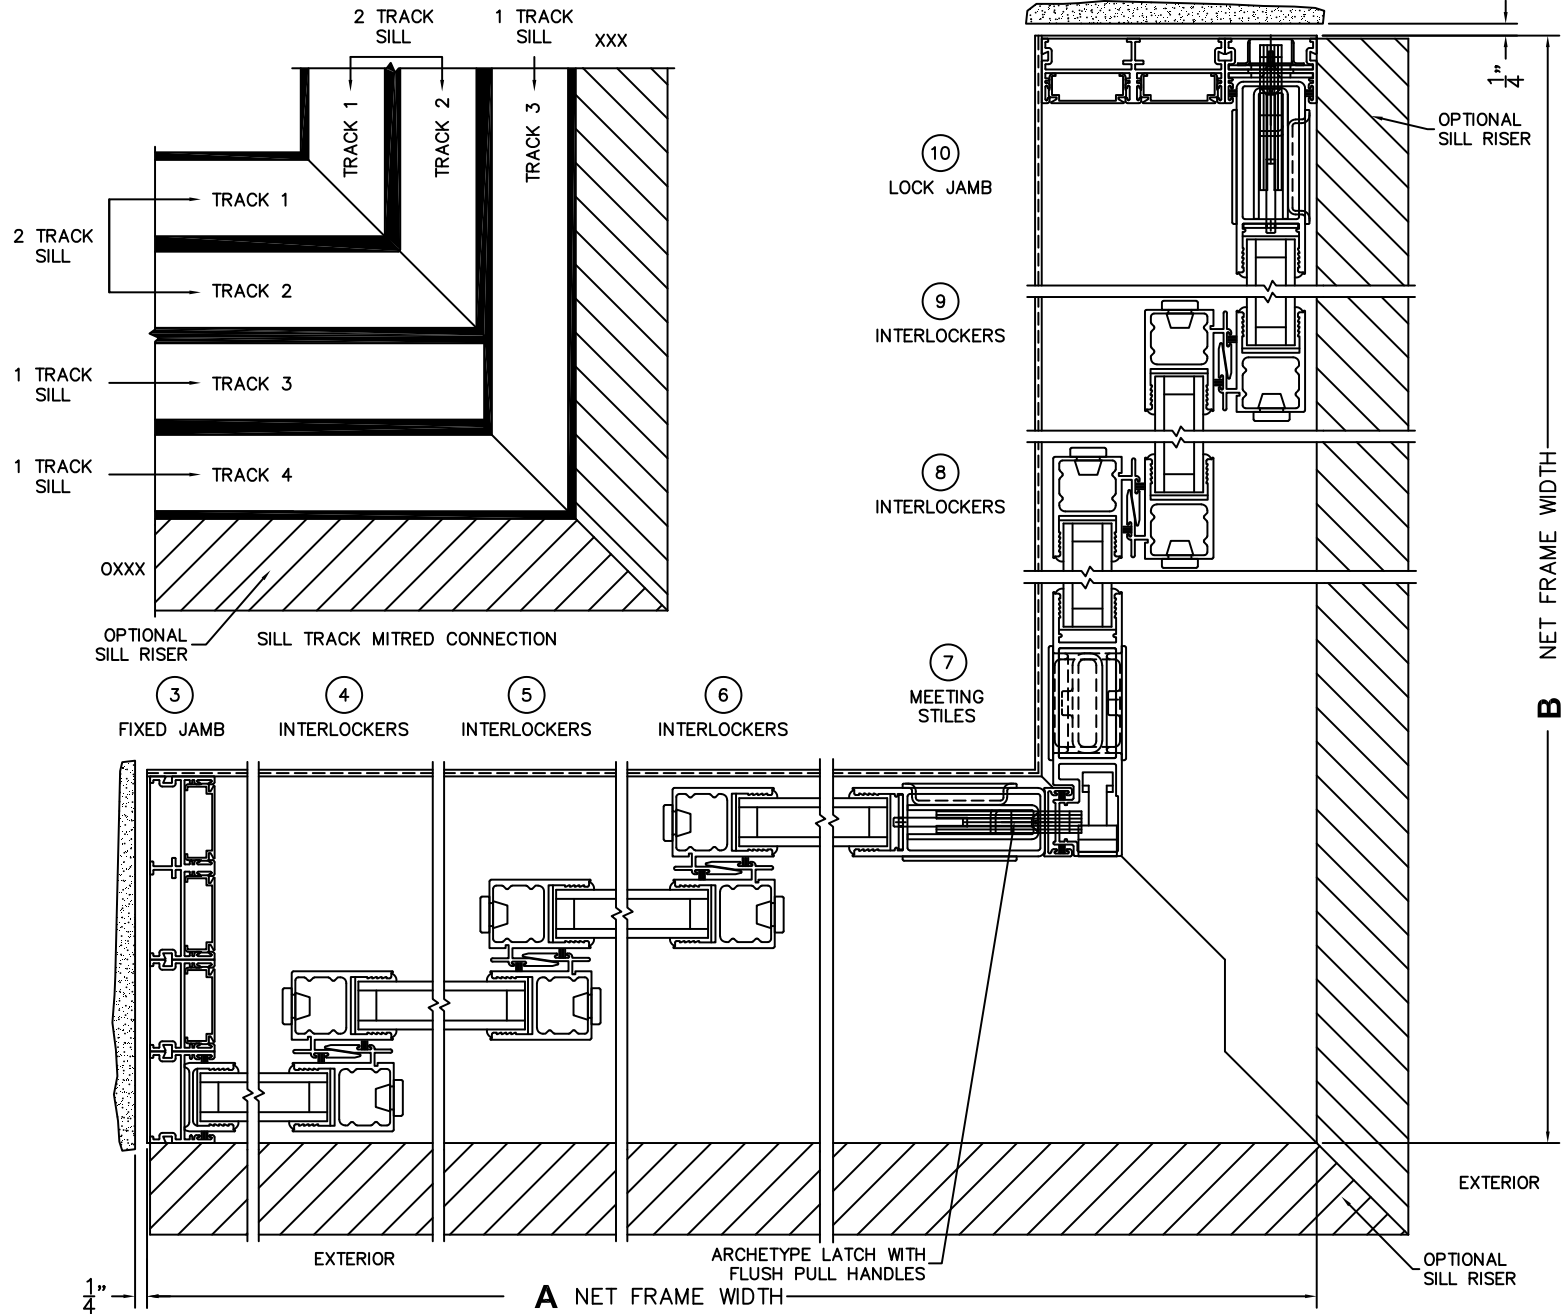 2 TRACK
SILL
1 TRACK
SILL
XXX
TRACK 1
TRACK 2
TRACK 3
2 TRACK
SILL
TRACK 1
TRACK 2
1 TRACK
SILL
TRACK 3
1 TRACK
SILL
TRACK 4
OXXX
OPTIONAL
SILL RISER
SILL TRACK MITRED CONNECTION
1/4"
OPTIONAL
SILL RISER
10
LOCK JAMB
9
INTERLOCKERS
8
INTERLOCKERS
7
MEETING
STILES
3
FIXED JAMB
4
INTERLOCKERS
5
INTERLOCKERS
6
INTERLOCKERS
B NET FRAME WIDTH
EXTERIOR
EXTERIOR
ARCHETYPE LATCH WITH
FLUSH PULL HANDLES
OPTIONAL
SILL RISER
1/4"
A NET FRAME WIDTH